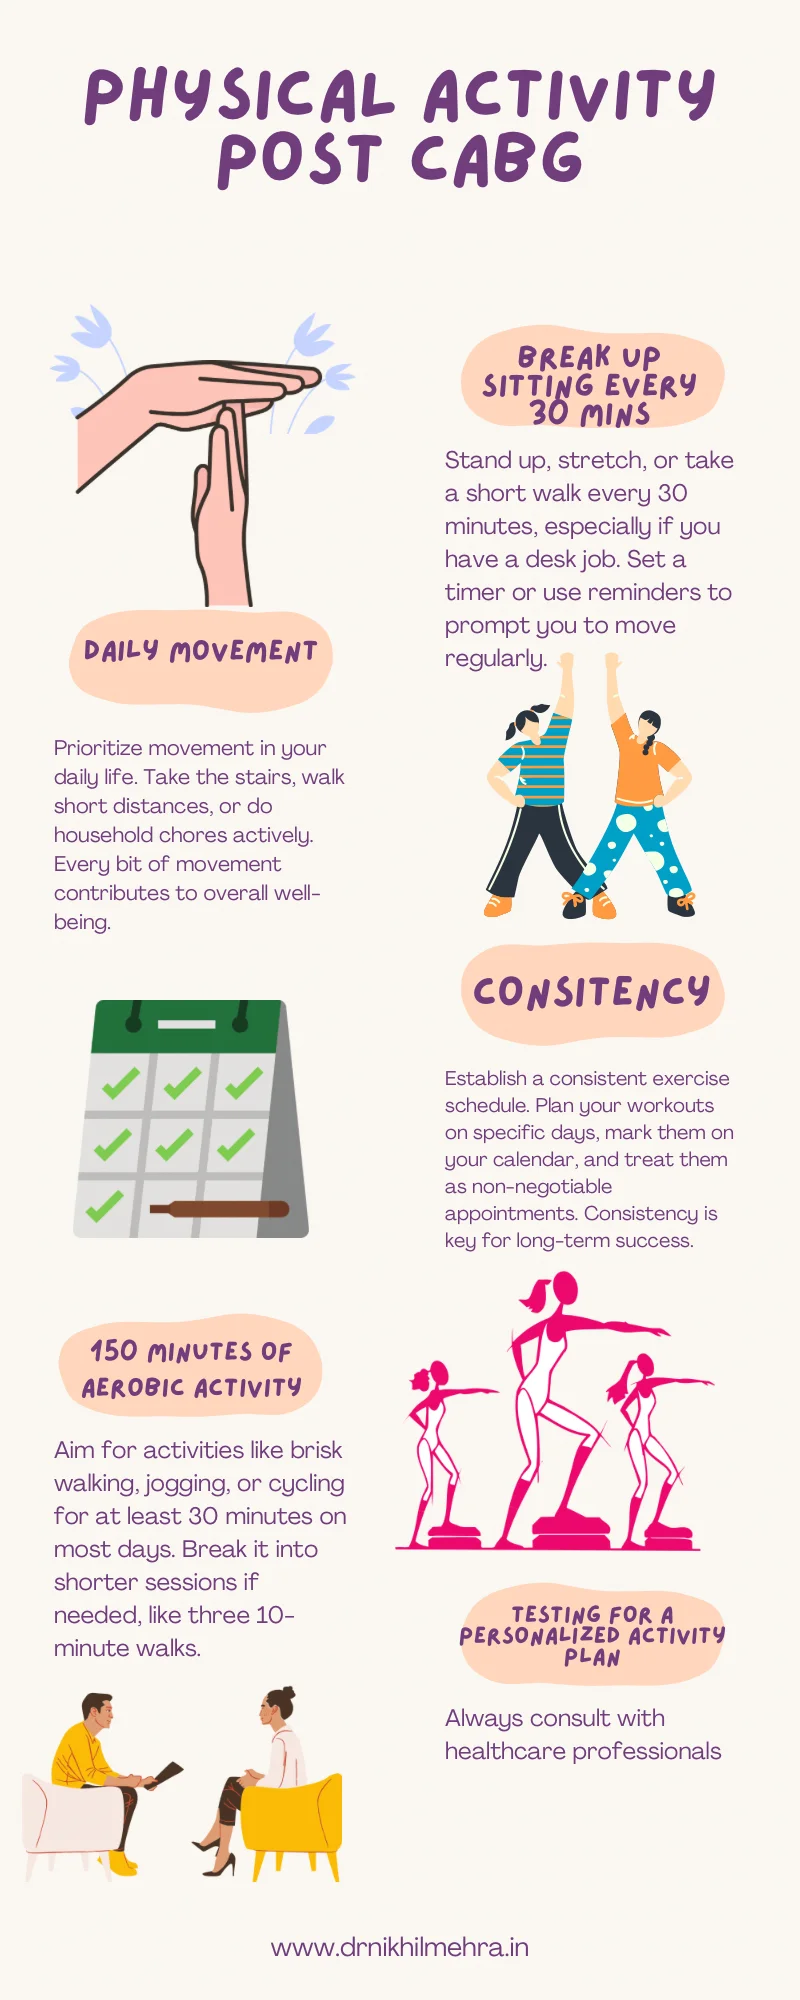 PHYSICAL ACTIVITY
POST CABG
BREAK UP
SITTING EVERY
30 MINS
Stand up, stretch, or take
a short walk every 30
minutes, especially if you
have a desk job. Set a
timer or use reminders to
prompt you to move
regularly.
DAILY MOVEMENT
Prioritize movement in your
daily life. Take the stairs, walk
short distances, or do
household chores actively.
Every bit of movement
contributes to overall well-
being.
CONSITENCY
Establish a consistent exercise
schedule. Plan your workouts
on specific days, mark them on
your calendar, and treat them
as non-negotiable
appointments. Consistency is
key for long-term success.
150 MINUTES OF
AEROBIC ACTIVITY
Aim for activities like brisk
walking, jogging, or cycling
for at least 30 minutes on
most days. Break it into
shorter sessions if
needed, like three 10-
minute walks.
TESTING FOR A
PERSONALIZED ACTIVITY
PLAN
Always consult with
healthcare professionals
www.drnikhilmehra.in